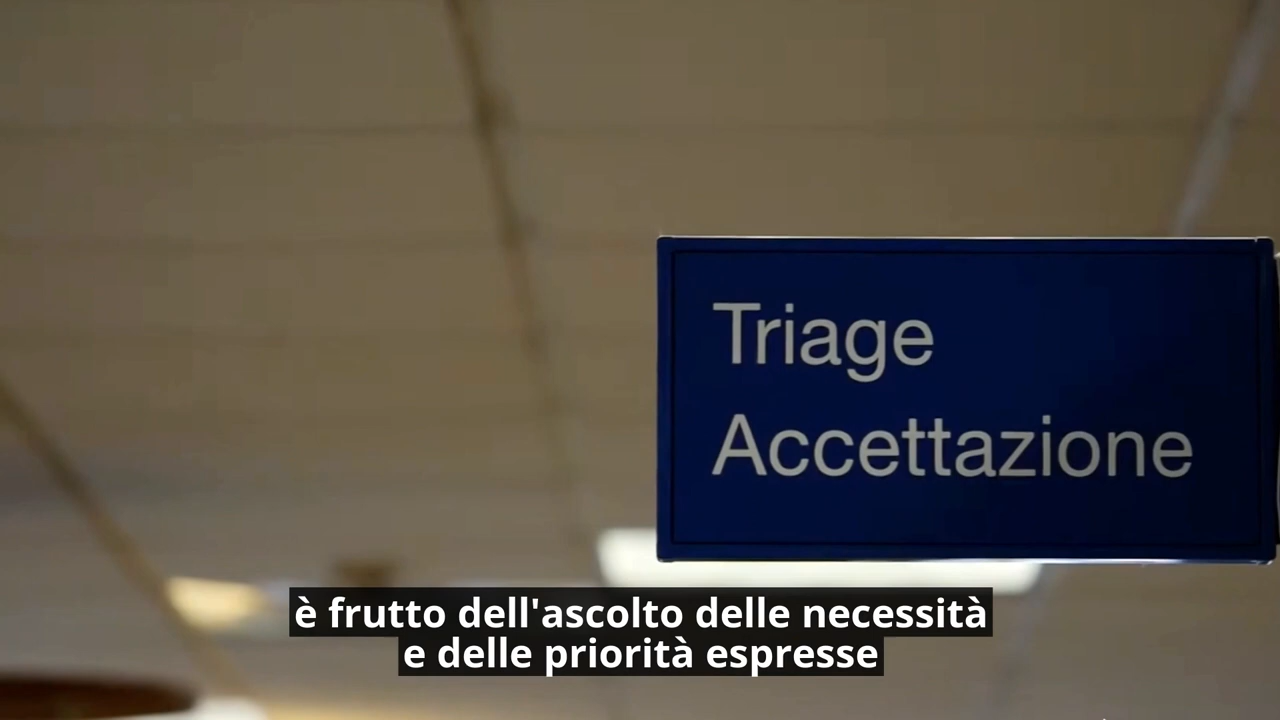 Triage
Accettazione
è frutto dell'ascolto delle necessità
e delle priorità espresse